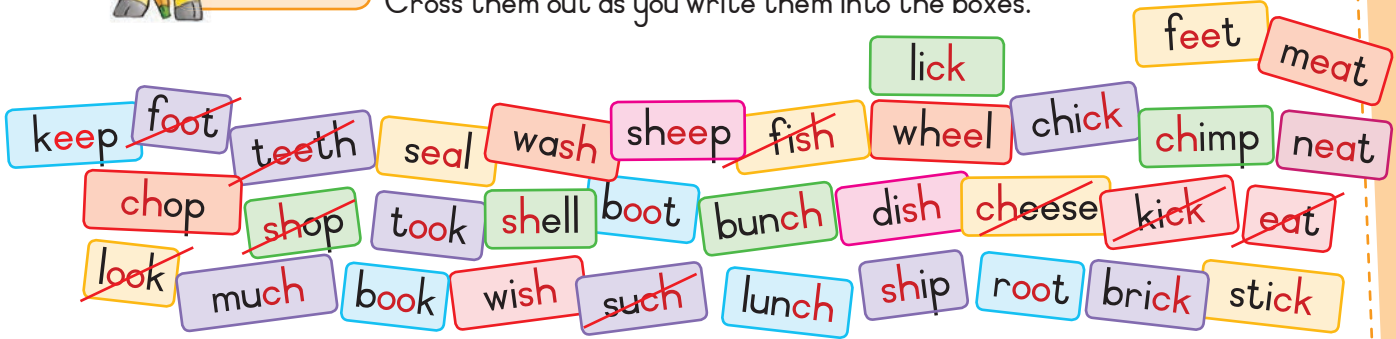 Cross them out as you write them into the boxes.
feet
lick
meat
keep foot teeth seal wash sheep fish wheel chick chimp neat
chop shop took shell boot bunch dish cheese kick eat
look much book wish such lunch ship root brick stick